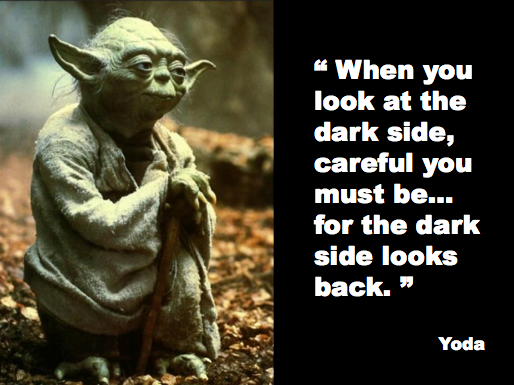 “ When you
look at the
dark side,
careful you
must be...
for the dark
side looks
back. ”
Yoda